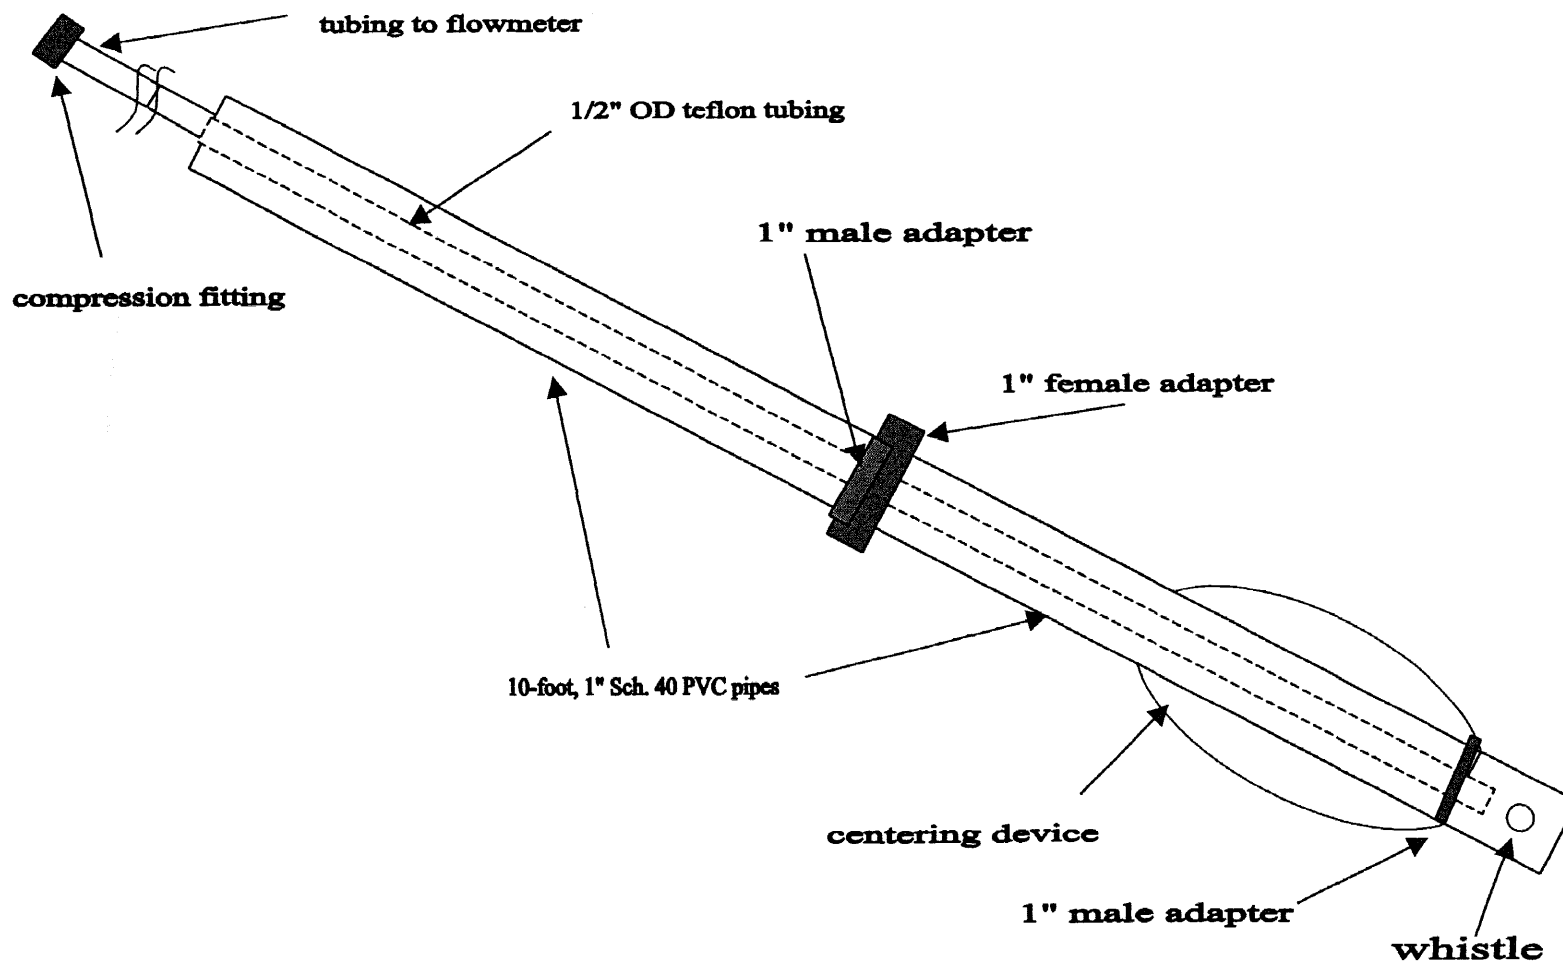 tubing to flowmeter
1/2" OD teflon tubing
1" male adapter
compression fitting
1" female adapter
10-foot, 1" Sch. 40 PVC pipes
centering device
1" male adapter
whistle